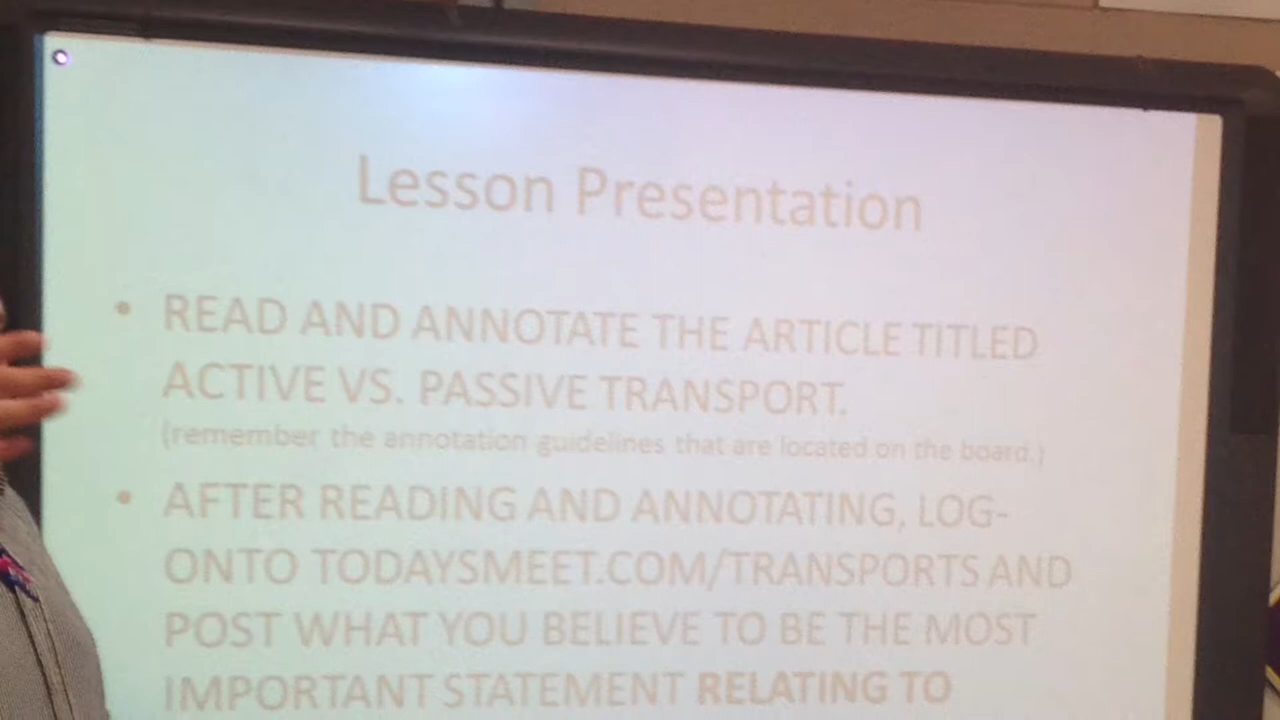 Lesson Presentation
• READ AND ANNOTATE THE ARTICLE TITLED
ACTIVE VS. PASSIVE TRANSPORT.
(remember the annotation guidelines that are located on the board.)
• AFTER READING AND ANNOTATING, LOG-
ONTO TODAYSMEET.COM/TRANSPORTS AND
POST WHAT YOU BELIEVE TO BE THE MOST
IMPORTANT STATEMENT RELATING TO